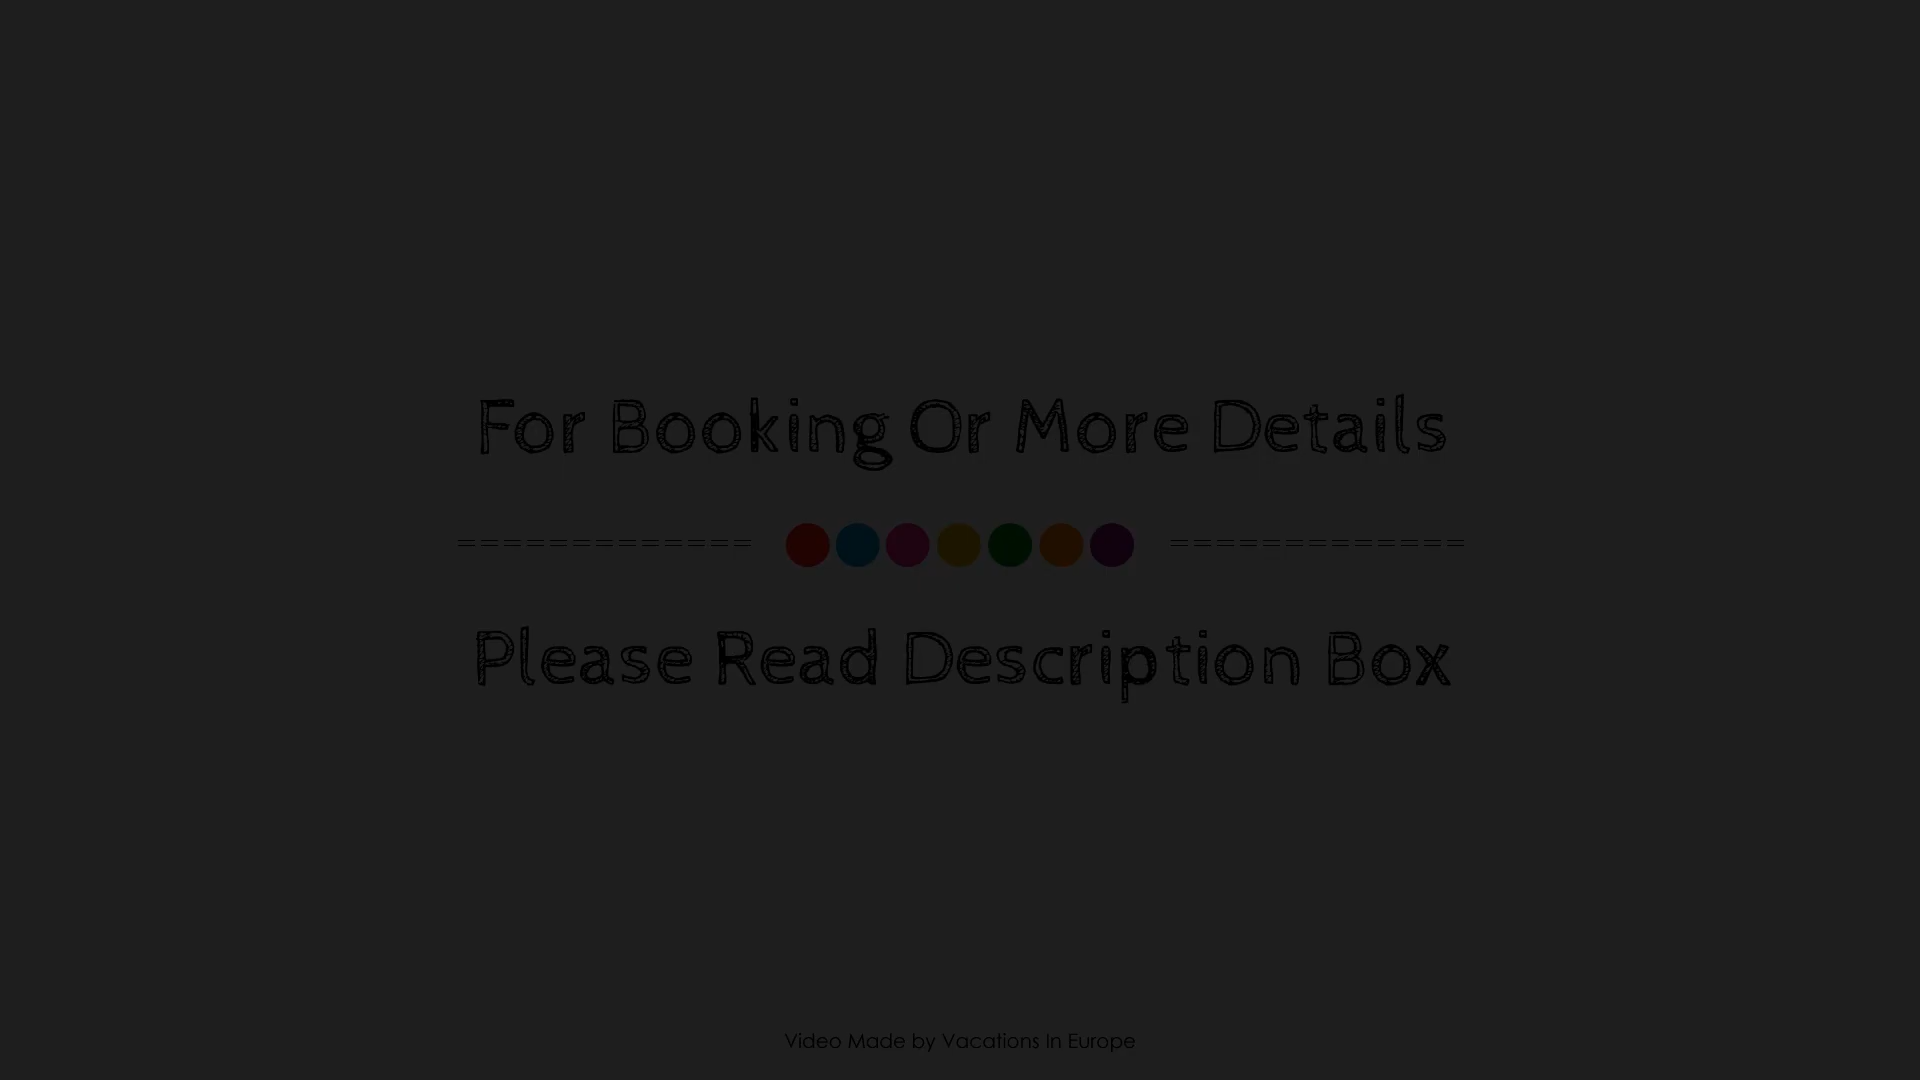 For Booking Or More Details
============= =============
Please Read Description Box
Video Made by Vacations In Europe